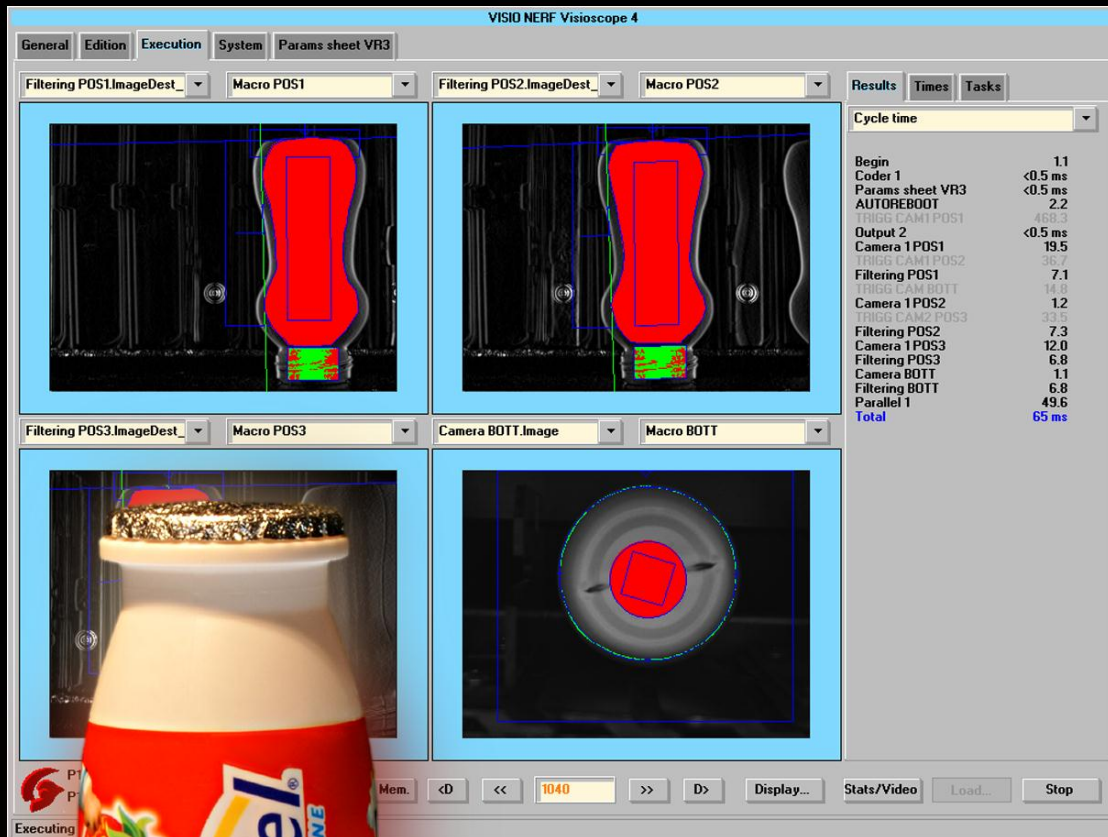 VISIO NERF Visioscope 4
General Edition Execution System Params sheet VR3
Filtering POS1.ImageDest_ Macro POS1 Filtering POS2.ImageDest_ Macro POS2
Results Times Tasks
Cycle time
Begin 1.1
Coder 1 <0.5 ms
Params sheet VR3 <0.5 ms
AUTOREBOOT 2.2
TRIGG CAM1 POS1 468.3
Output 2 <0.5 ms
Camera 1 POS1 19.5
TRIGG CAM1 POS2 36.7
Filtering POS1 7.1
TRIGG CAM BOTT 14.8
Camera 1 POS2 1.2
TRIGG CAM2 POS3 33.5
Filtering POS2 7.3
Camera 1 POS3 12.0
Filtering POS3 6.8
Camera BOTT 1.1
Filtering BOTT 6.8
Parallel 1 49.6
Total 65 ms
Filtering POS3.ImageDest_ Macro POS3 Camera BOTT.Image Macro BOTT
Mem. <D << 1040 >> D> Display... Stats/Video Load... Stop
Executing